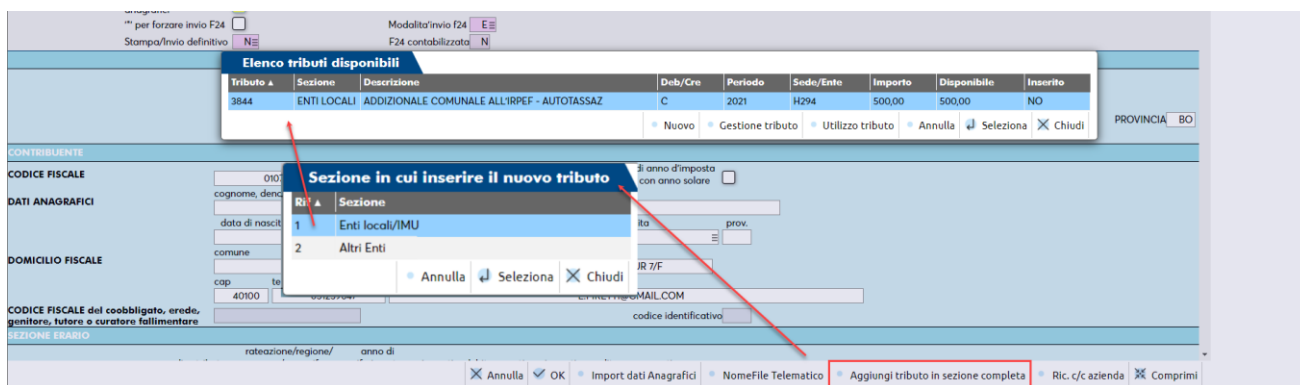 anagrafici
"*" per forzare invio F24 Modalita'invio f24 E
Stampa/Invio definitivo N F24 contabilizzata N
Elenco tributi disponibili
Tributo Sezione Descrizione Deb/Cre Periodo Sede/Ente Importo Disponibile Inserito
3844 ENTI LOCALI ADDIZIONALE COMUNALE ALL'IRPEF - AUTOTASSAZ C 2021 H294 500,00 500,00 NO
Nuovo Gestione tributo Utilizzo tributo Annulla Seleziona Chiudi
PROVINCIA BO
CONTRIBUENTE
CODICE FISCALE
di anno d'imposta
con anno solare
Sezione in cui inserire il nuovo tributo
DATI ANAGRAFICI
cognome,
Rif Sezione
data di nascit prov.
1 Enti locali/IMU
2 Altri Enti
DOMICILIO FISCALE
comune
7/F
Annulla Seleziona Chiudi
cap
40100
CODICE FISCALE del coobbligato, erede,
genitore, tutore o curatore fallimentare
codice identificativo
SEZIONE ERARIO
rateazione/regione/ anno di
Annulla OK Import dati Anagrafici NomeFile Telematico Aggiungi tributo in sezione completa Ric. c/c azienda Comprimi